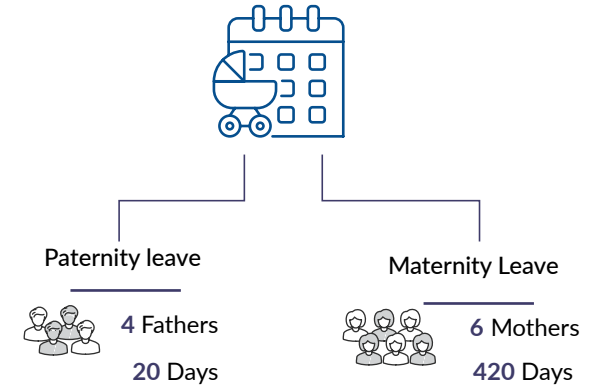 Paternity leave
4 Fathers
20 Days
Maternity Leave
6 Mothers
420 Days